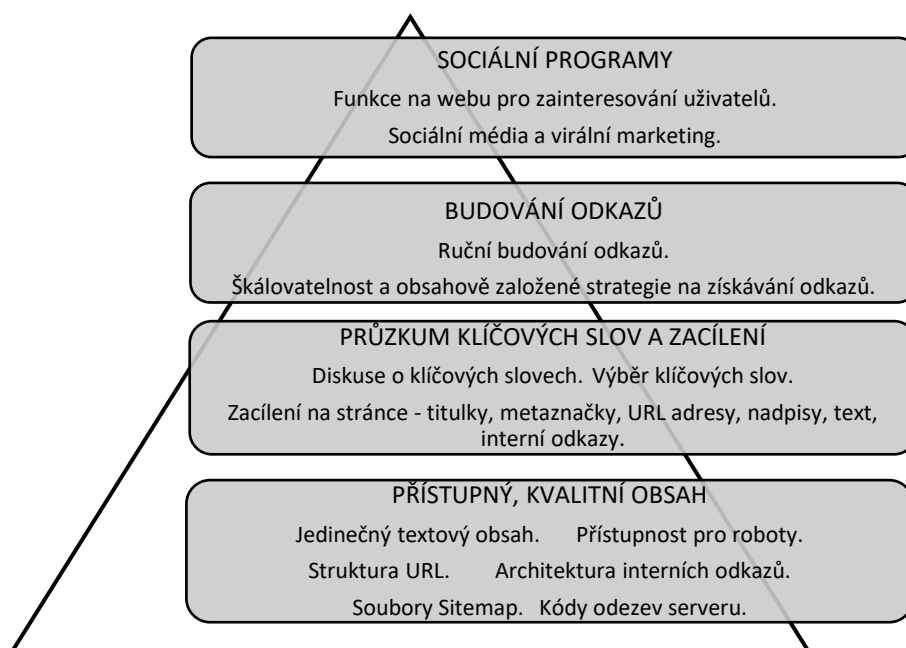 SOCIÁLNÍ PROGRAMY
Funkce na webu pro zainteresování uživatelů.
Sociální média a virální marketing.
BUDOVÁNÍ ODKAZŮ
Ruční budování odkazů.
Škálovatelnost a obsahově založené strategie na získávání odkazů.
PRŮZKUM KLÍČOVÝCH SLOV A ZACÍLENÍ
Diskuse o klíčových slovech. Výběr klíčových slov.
Zacílení na stránce - titulky, metaznačky, URL adresy, nadpisy, text,
interní odkazy.
PŘÍSTUPNÝ, KVALITNÍ OBSAH
Jedinečný textový obsah. Přístupnost pro roboty.
Struktura URL. Architektura interních odkazů.
Soubory Sitemap. Kódy odezev serveru.